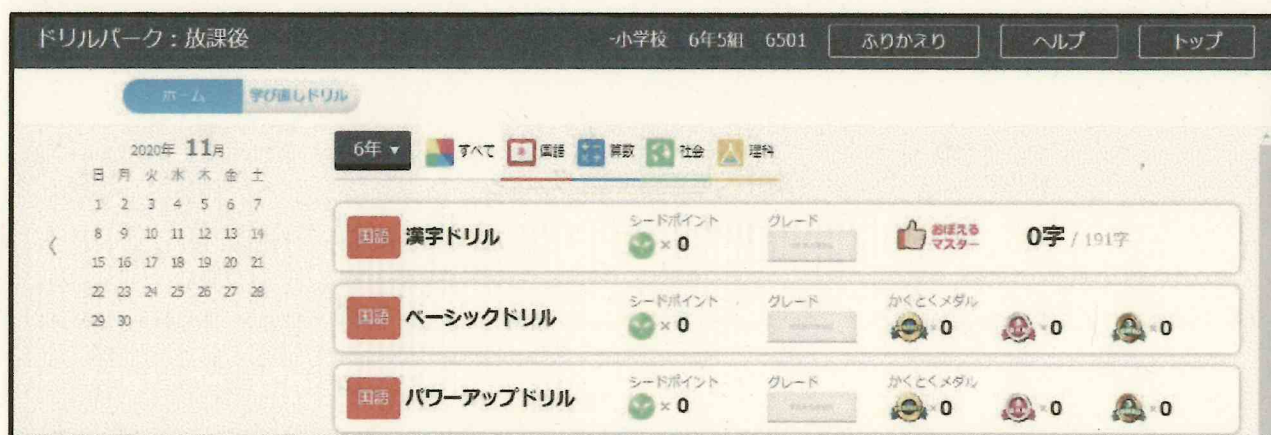 ドリルパーク：放課後
-小学校 6年5組 6501 ふりかえり ヘルプ トップ
ホーム 学び直しドリル
2020年 11月
日 月 火 水 木 金 土
1 2 3 4 5 6 7
8 9 10 11 12 13 14
15 16 17 18 19 20 21
22 23 24 25 26 27 28
29 30
6年 すべて 国語 算数 社会 理科
国語 漢字ドリル
シードポイント
× 0
グレード
おぼえる
マスター
0字 / 191字
国語 ベーシックドリル
シードポイント
× 0
グレード
かくとくメダル
× 0 × 0 × 0
国語 パワーアップドリル
シードポイント
× 0
グレード
かくとくメダル
× 0 × 0 × 0